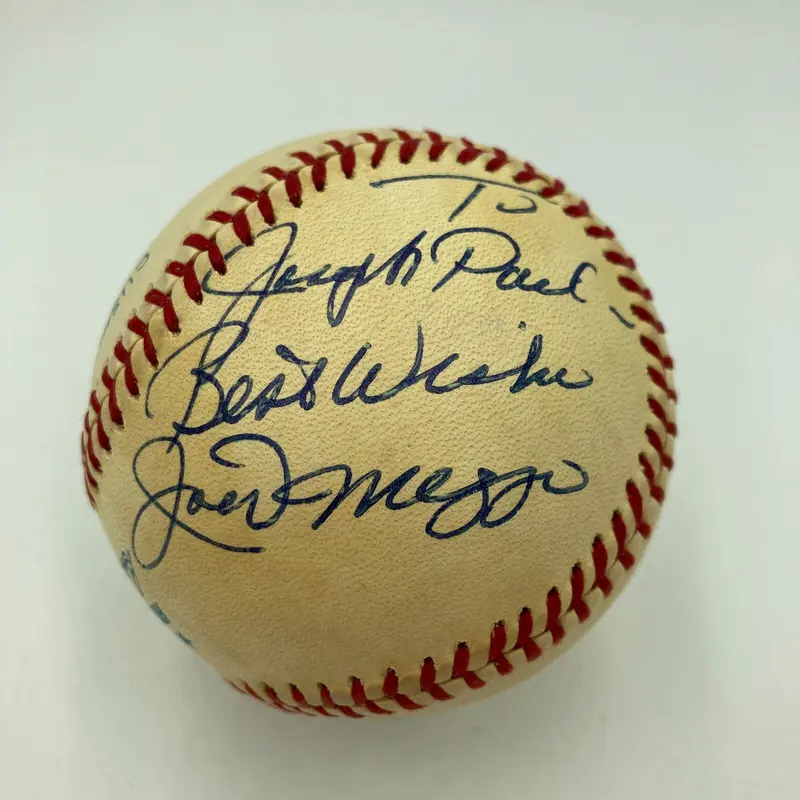 To
Joseph Paul -
Best Wishes
Joe DiMaggio